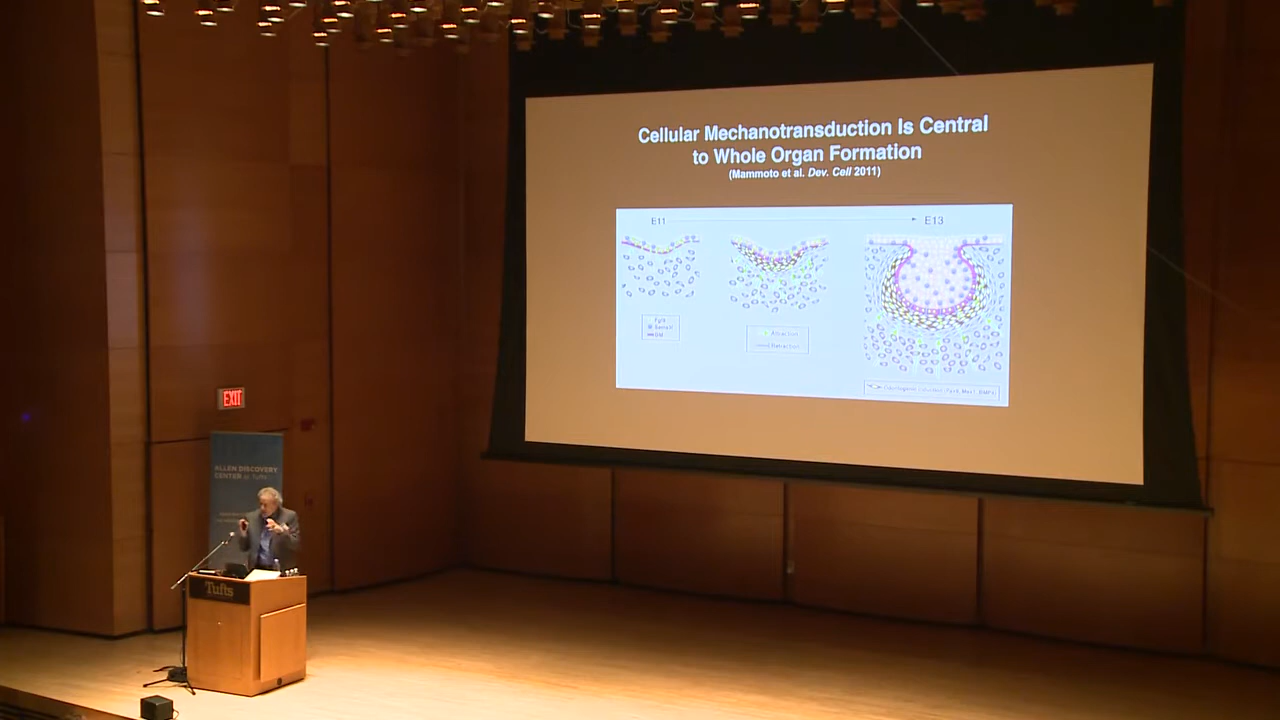 Cellular Mechanotransduction Is Central
to Whole Organ Formation
(Mammoto et al. Dev. Cell 2011)
E11
E13
Attraction
EXIT
ALLEN DISCOVERY
CENTER at Tufts
Tufts